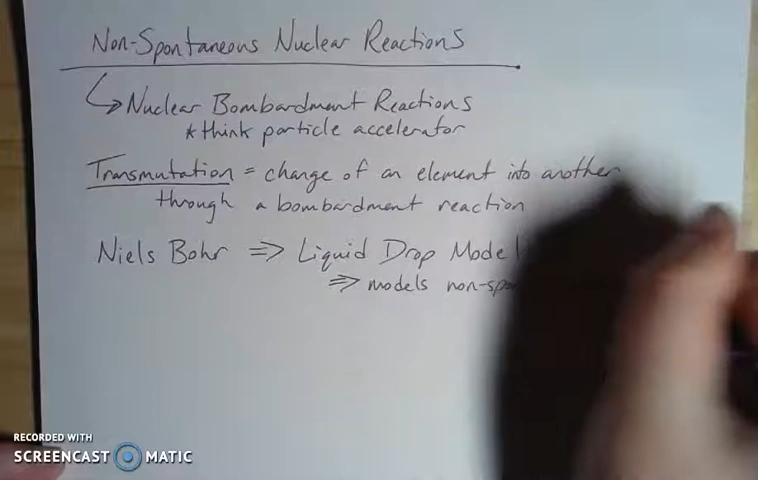 Non-Spontaneous Nuclear Reactions
↳ Nuclear Bombardment Reactions
* think particle accelerator
Transmutation = change of an element into another
through a bombardment reaction
Niels Bohr ⇒ Liquid Drop Model
⇒ models
RECORDED WITH
SCREENCAST MATIC